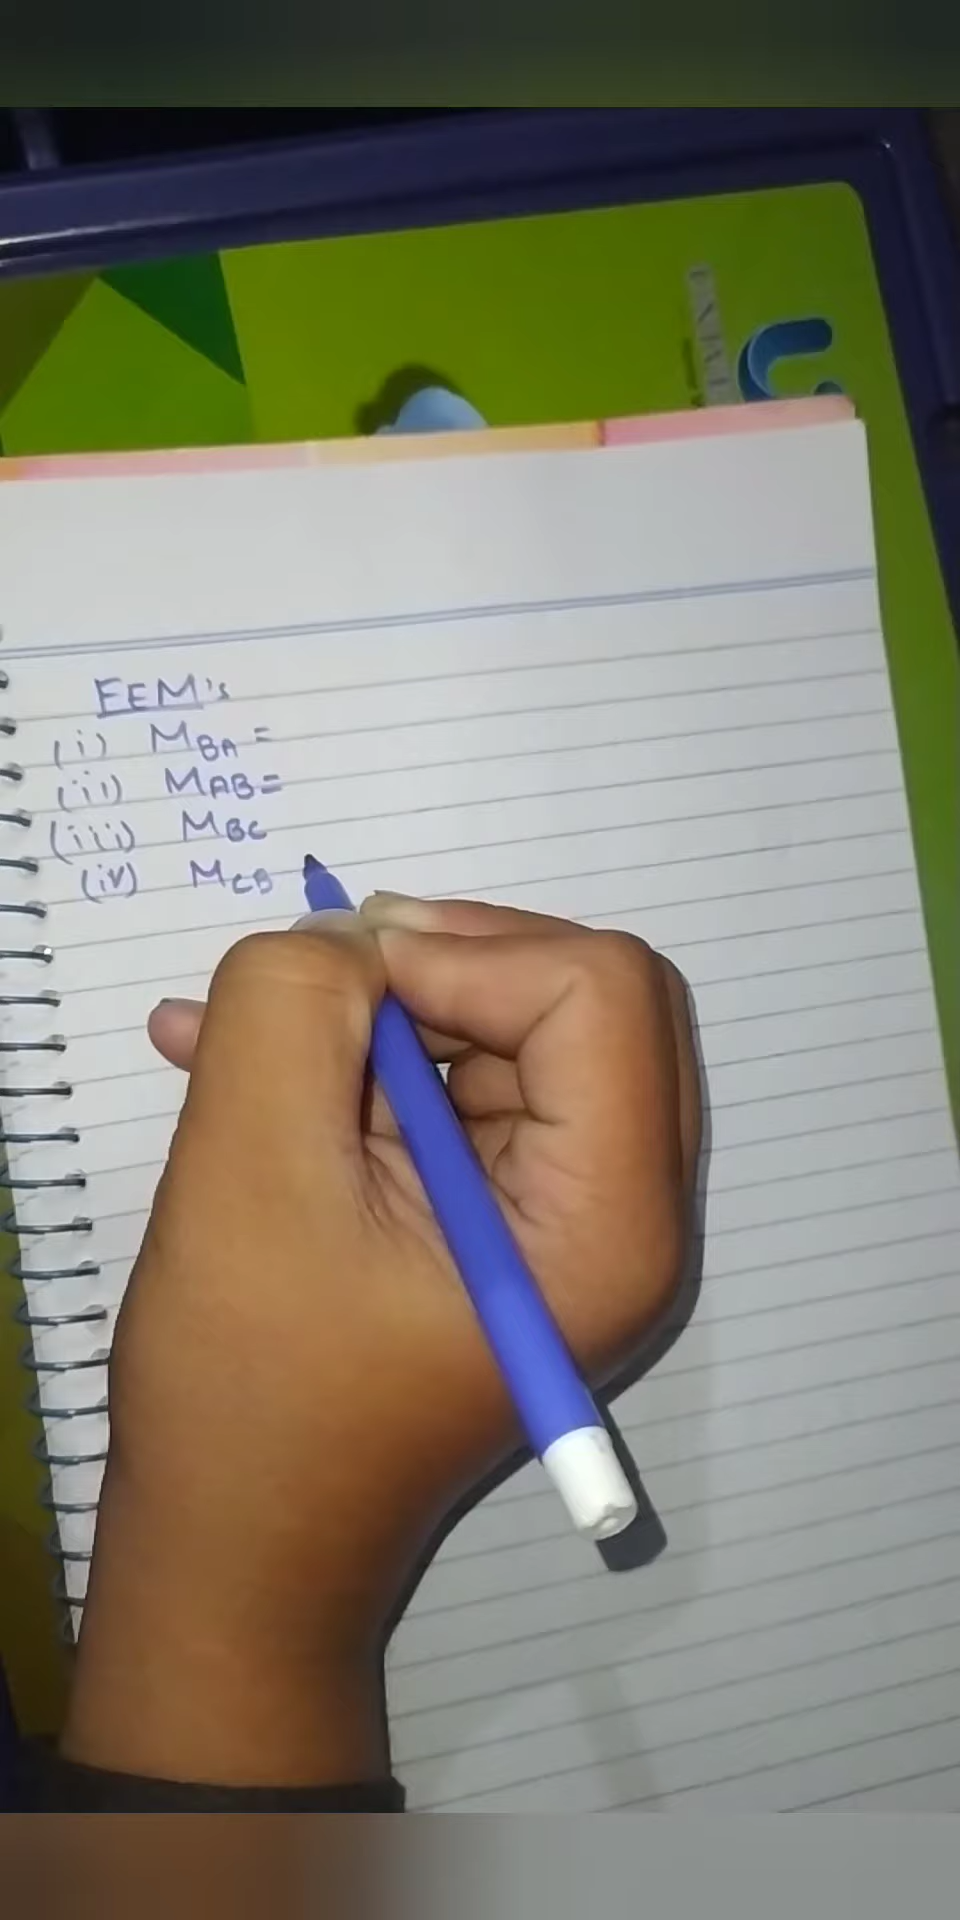 FEM's
(i) MBA =
(ii) MAB =
(iii) MBC
(iv) MCB